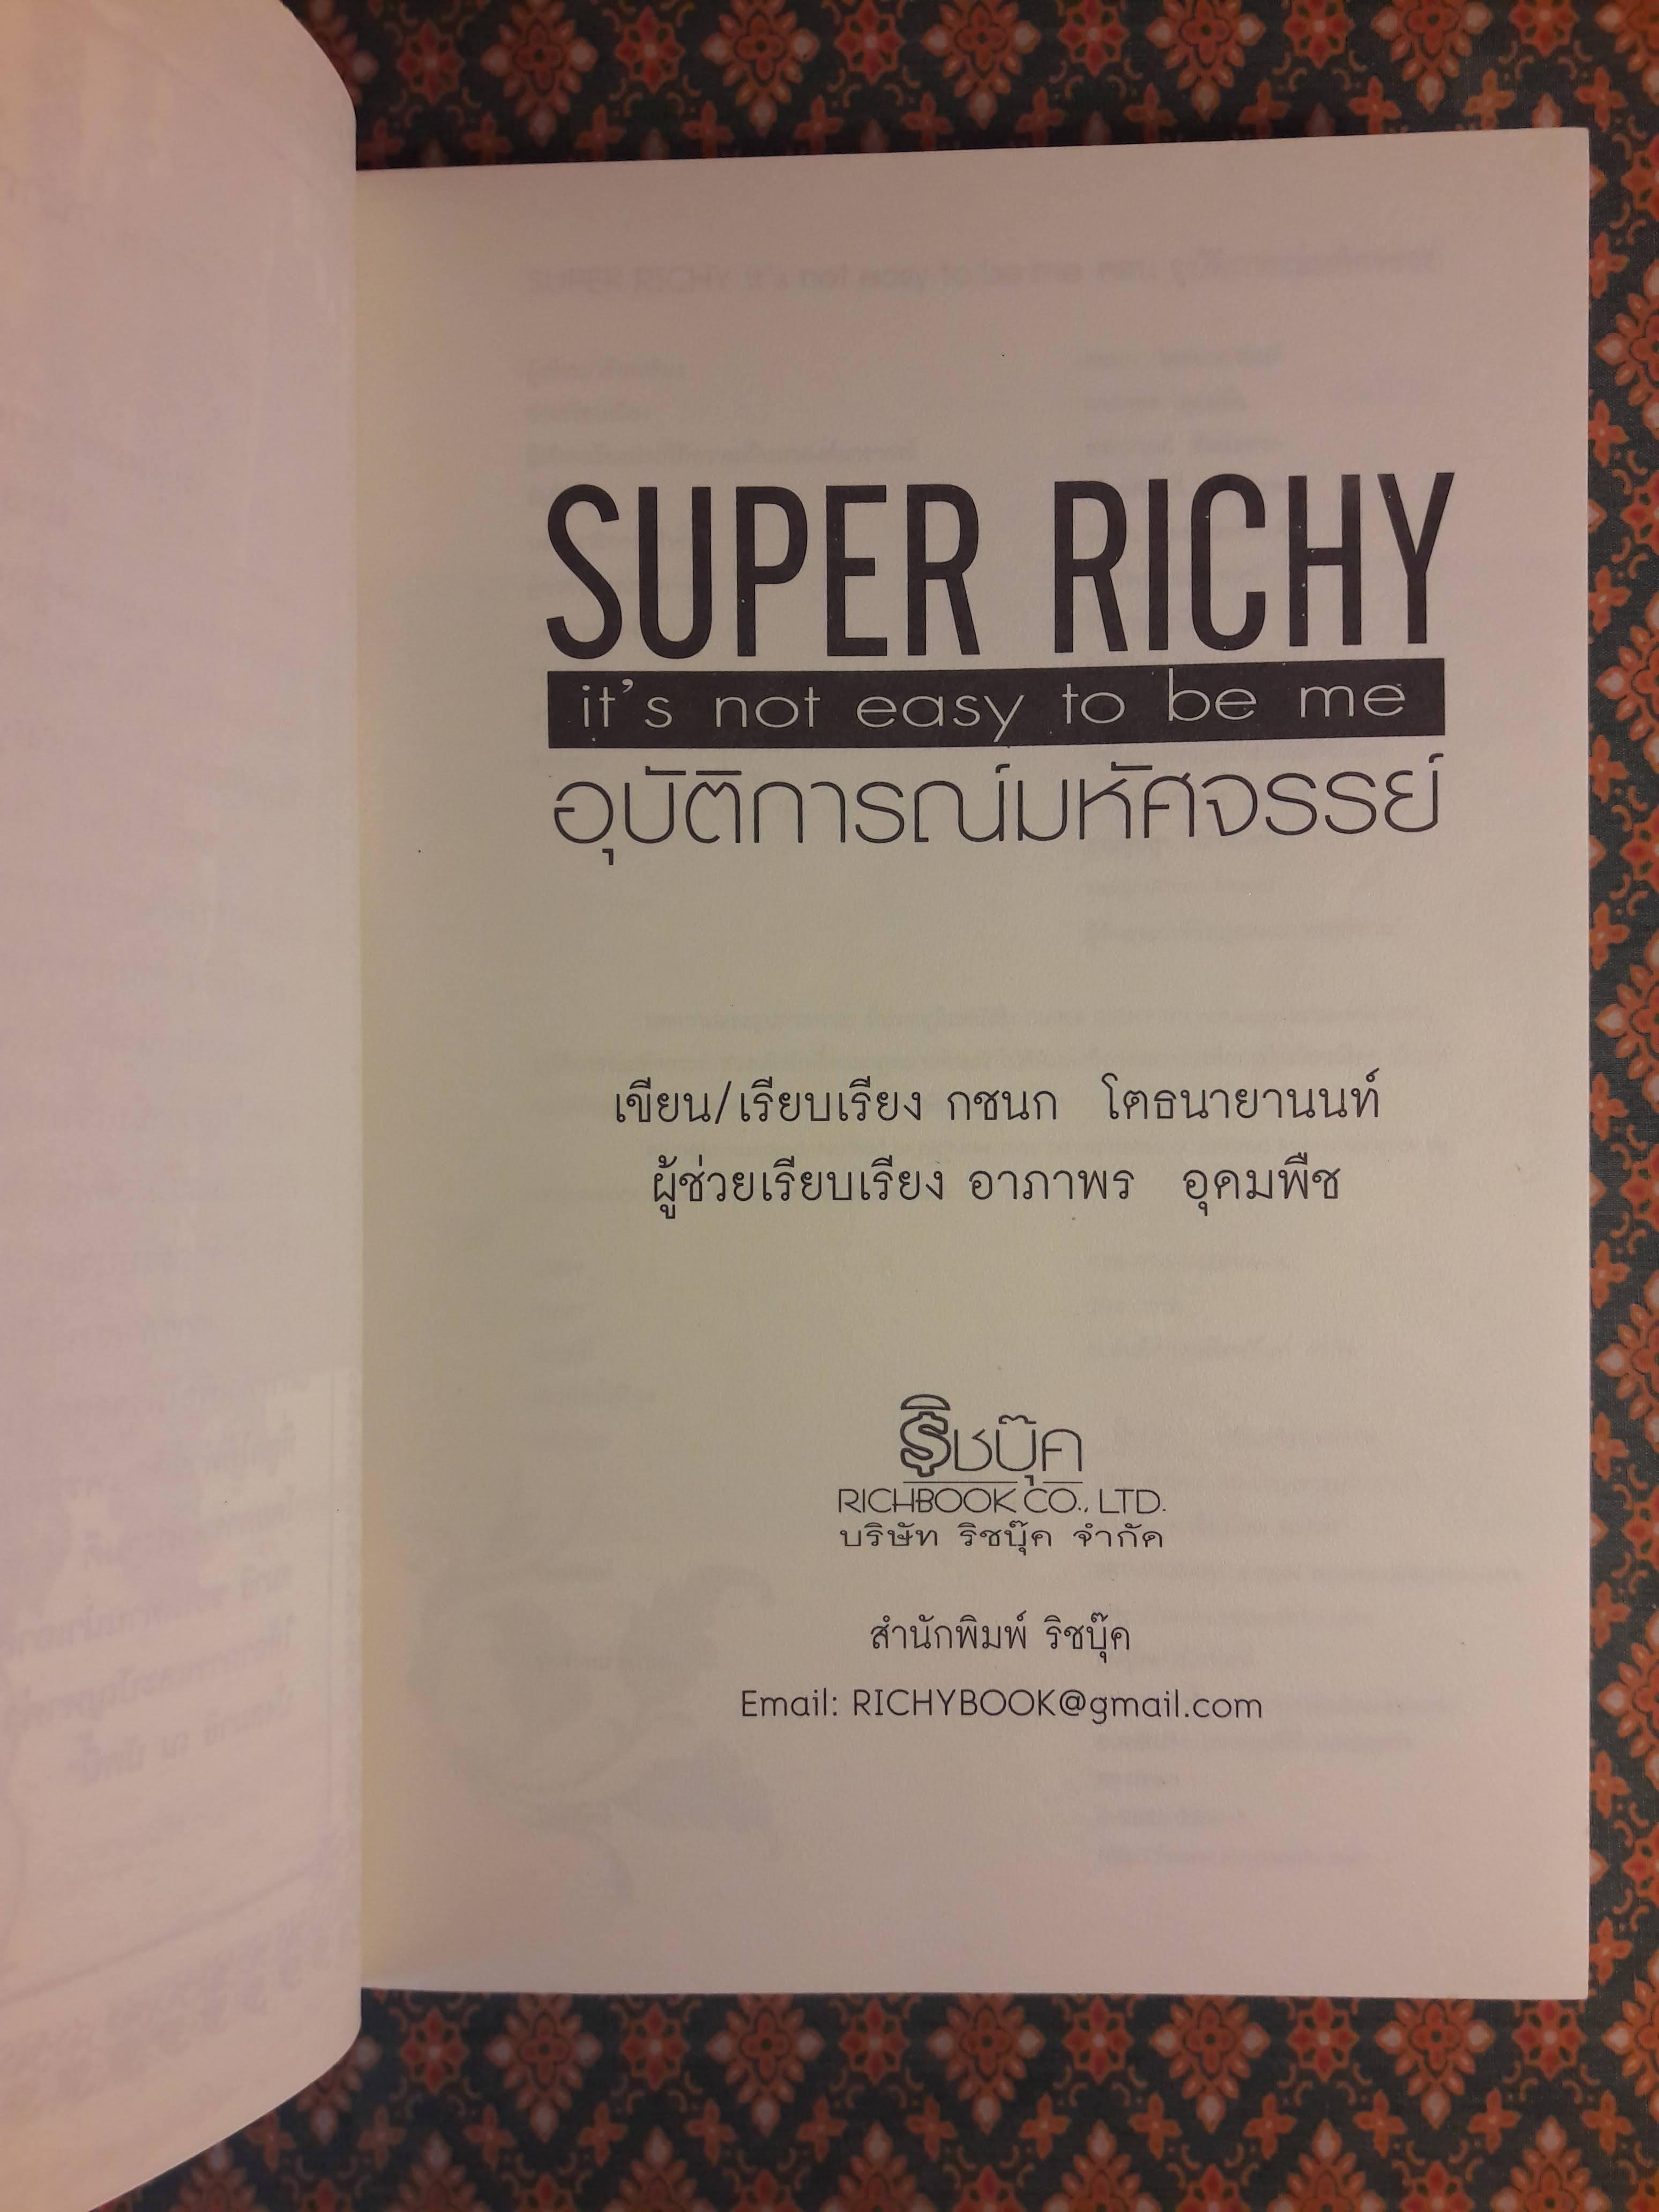 SUPER RICHY
it's not easy to be me
อุบัติการณ์มหัศจรรย์
เขียน/เรียบเรียง กชนก โตธนายานนท์
ผู้ช่วยเรียบเรียง อาภาพร อุดมพืช
ริชบุ๊ค
RICHBOOK CO., LTD.
บริษัท ริชบุ๊ค จำกัด
สำนักพิมพ์ ริชบุ๊ค
Email: RICHYBOOK@gmail.com